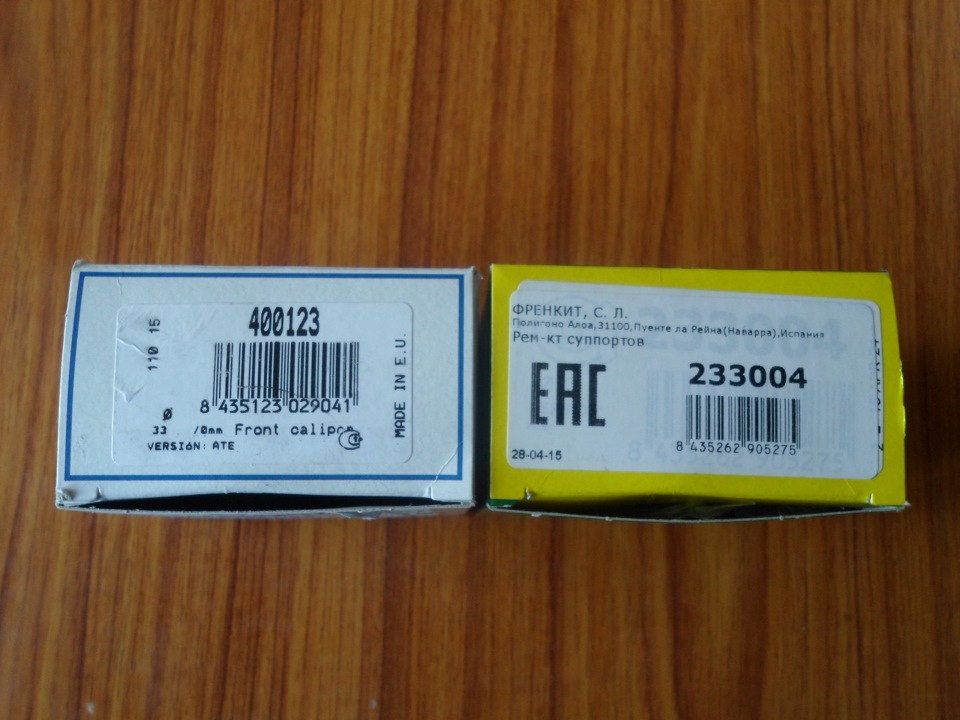 400123
110 15
8 435123 029041
MADE IN E.U.
Ø
33 /0mm Front caliper
VERSIóN: ATE
ФРЕНКИТ, С. Л.
Полигоно Алоа,31100,Пуенте ла Рейна(Наварра),Испания
Рем-кт суппортов
EAC
233004
8 435262 905275
28-04-15